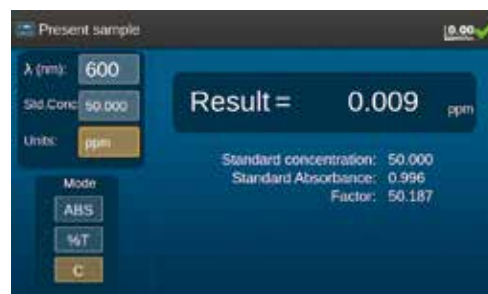 Present sample
0.00
λ (nm): 600
Std.Conc 50.000
Units: ppm
Result = 0.009 ppm
Standard concentration: 50.000
Standard Absorbance: 0.996
Factor: 50.187
Mode
ABS
%T
C